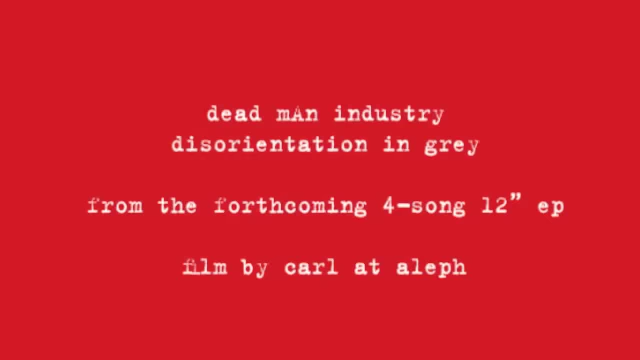 dead mAn industry
disorientation in grey
from the forthcoming 4-song 12” ep
film by carl at aleph